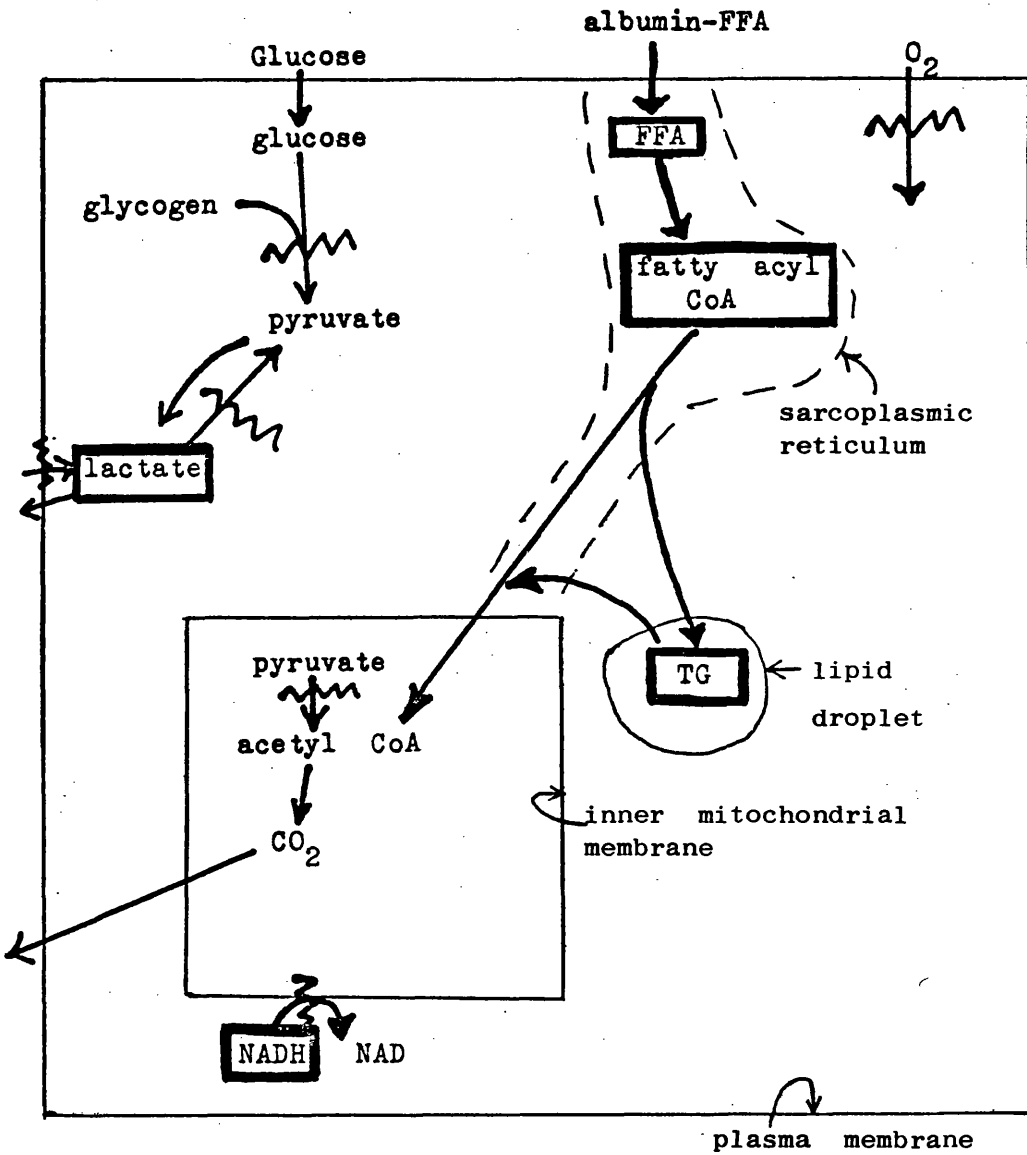 albumin-FFA
Glucose
O2
glucose
FFA
glycogen
fatty acyl
CoA
pyruvate
sarcoplasmic
reticulum
lactate
pyruvate
TG
lipid
droplet
acetyl CoA
inner mitochondrial
membrane
CO2
NADH
NAD
plasma membrane